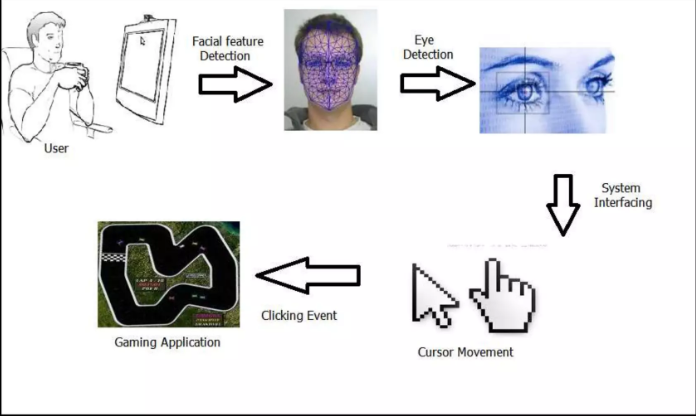 Facial feature
Detection
Eye
Detection
User
System
Interfacing
Clicking Event
Gaming Application
Cursor Movement